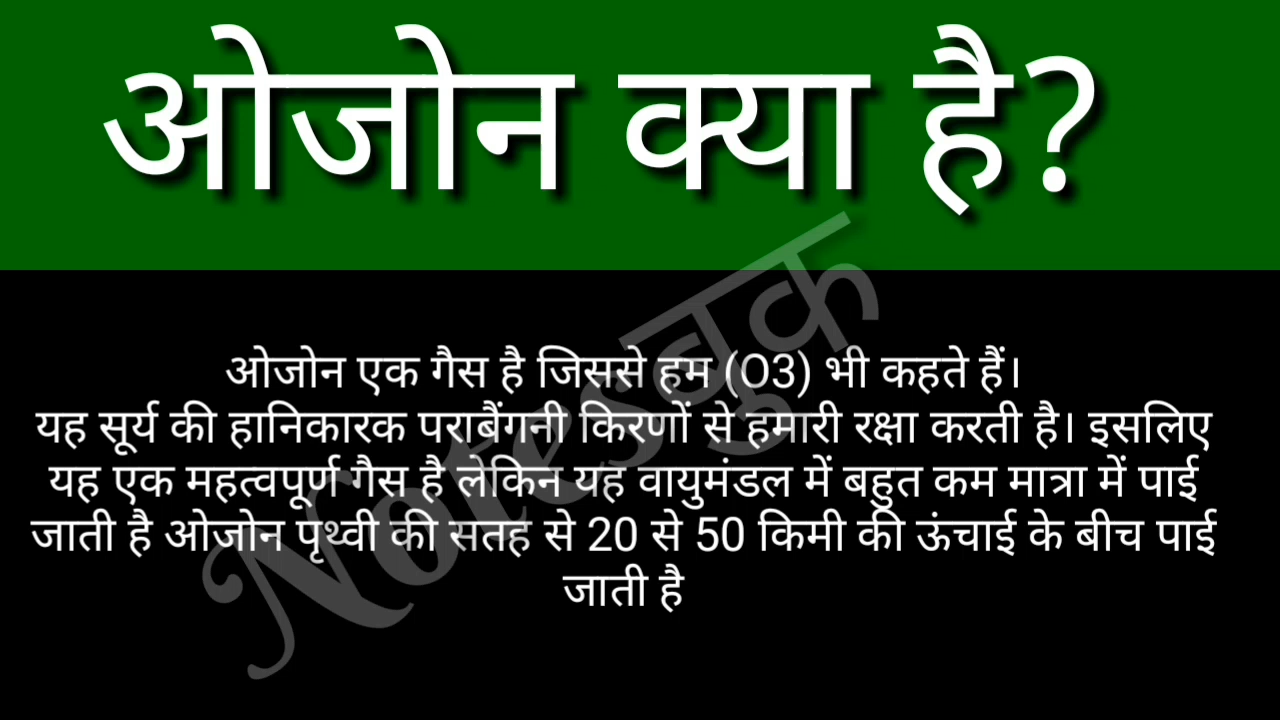 ओजोन क्या है?
ओजोन एक गैस है जिससे हम (O3) भी कहते हैं।
यह सूर्य की हानिकारक पराबैंगनी किरणों से हमारी रक्षा करती है। इसलिए
यह एक महत्वपूर्ण गैस है लेकिन यह वायुमंडल में बहुत कम मात्रा में पाई
जाती है ओजोन पृथ्वी की सतह से 20 से 50 किमी की ऊंचाई के बीच पाई
जाती है
Notesबुक